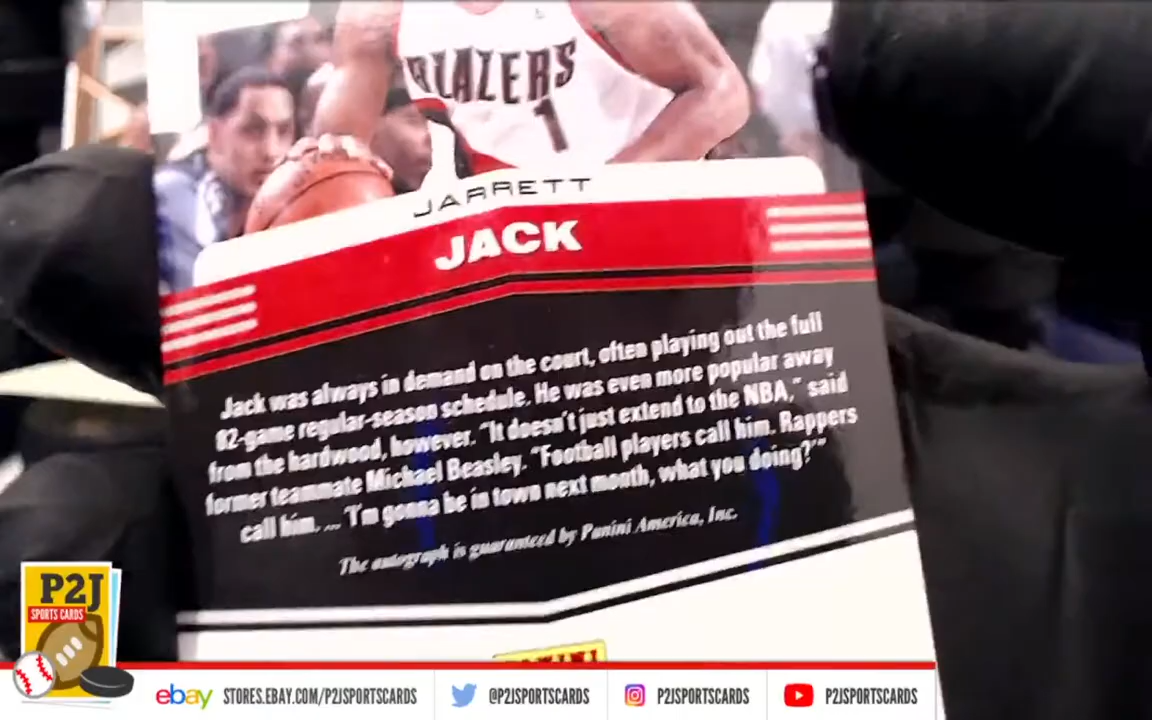 BLAZERS
1
JARRETT
JACK
Jack was always in demand on the court, often playing out the full
82-game regular-season schedule. He was even more popular away
from the hardwood, however. "It doesn't just extend to the NBA," said
former teammate Michael Beasley. "Football players call him. Rappers
call him. ... 'I'm gonna be in town next month, what you doing?'"
The autograph is guaranteed by Panini America, Inc.
PANINI
P2J
SPORTS CARDS
ebay STORES.EBAY.COM/P2JSPORTSCARDS @P2JSPORTSCARDS P2JSPORTSCARDS P2JSPORTSCARDS